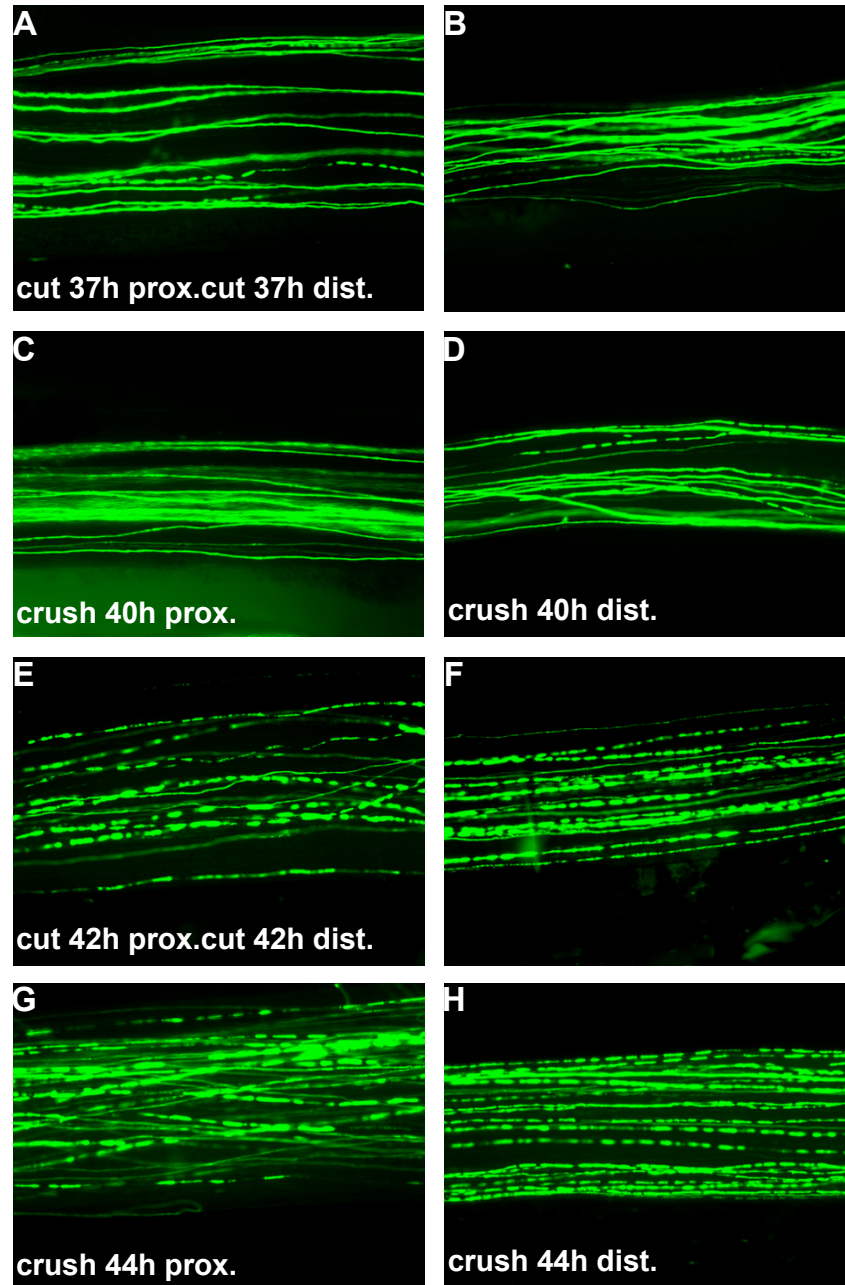 A
B
cut 37h prox.cut 37h dist.
C
D
crush 40h prox.
crush 40h dist.
E
F
cut 42h prox.cut 42h dist.
G
H
crush 44h prox.
crush 44h dist.